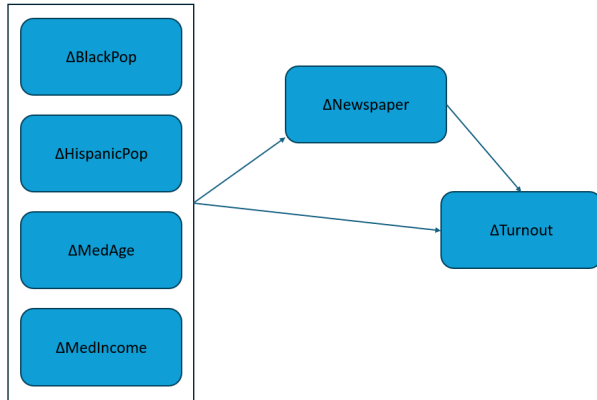 ΔBlackPop
ΔHispanicPop
ΔMedAge
ΔMedIncome
ΔNewspaper
ΔTurnout